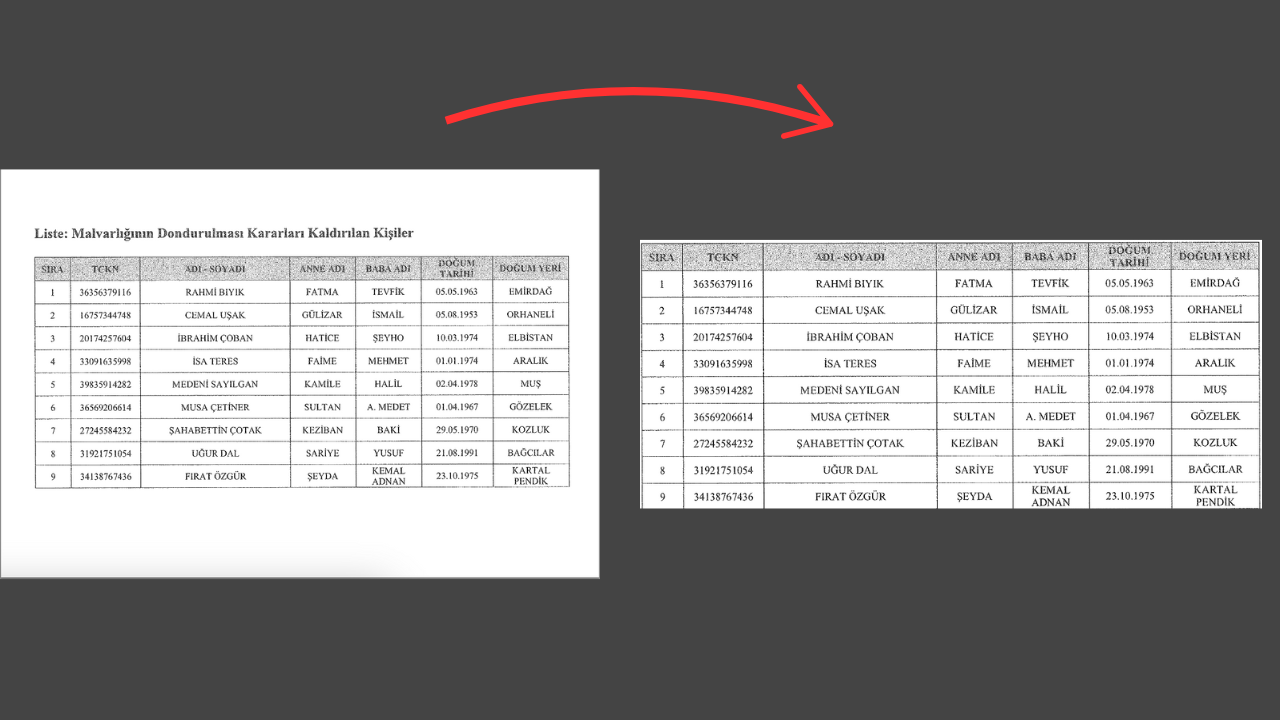 Liste: Malvarlığının Dondurulması Kararları Kaldırılan Kişiler
SIRA TCKN ADI - SOYADI ANNE ADI BABA ADI DOĞUM TARİHİ DOĞUM YERİ
1 36356379116 RAHMİ BIYIK FATMA TEVFİK 05.05.1963 EMİRDAĞ
2 16757344748 CEMAL UŞAK GÜLİZAR İSMAİL 05.08.1953 ORHANELİ
3 20174257604 İBRAHİM ÇOBAN HATİCE ŞEYHO 10.03.1974 ELBİSTAN
4 33091635998 İSA TERES FAİME MEHMET 01.01.1974 ARALIK
5 39835914282 MEDENİ SAYILGAN KAMİLE HALİL 02.04.1978 MUŞ
6 36569206614 MUSA ÇETİNER SULTAN A. MEDET 01.04.1967 GÖZELEK
7 27245584232 ŞAHABETTİN ÇOTAK KEZİBAN BAKİ 29.05.1970 KOZLUK
8 31921751054 UĞUR DAL SARİYE YUSUF 21.08.1991 BAĞCILAR
9 34138767436 FIRAT ÖZGÜR ŞEYDA KEMAL ADNAN 23.10.1975 KARTAL PENDİK
SIRA TCKN ADI - SOYADI ANNE ADI BABA ADI DOĞUM TARİHİ DOĞUM YERİ
1 36356379116 RAHMİ BIYIK FATMA TEVFİK 05.05.1963 EMİRDAĞ
2 16757344748 CEMAL UŞAK GÜLİZAR İSMAİL 05.08.1953 ORHANELİ
3 20174257604 İBRAHİM ÇOBAN HATİCE ŞEYHO 10.03.1974 ELBİSTAN
4 33091635998 İSA TERES FAİME MEHMET 01.01.1974 ARALIK
5 39835914282 MEDENİ SAYILGAN KAMİLE HALİL 02.04.1978 MUŞ
6 36569206614 MUSA ÇETİNER SULTAN A. MEDET 01.04.1967 GÖZELEK
7 27245584232 ŞAHABETTİN ÇOTAK KEZİBAN BAKİ 29.05.1970 KOZLUK
8 31921751054 UĞUR DAL SARİYE YUSUF 21.08.1991 BAĞCILAR
9 34138767436 FIRAT ÖZGÜR ŞEYDA KEMAL ADNAN 23.10.1975 KARTAL PENDİK